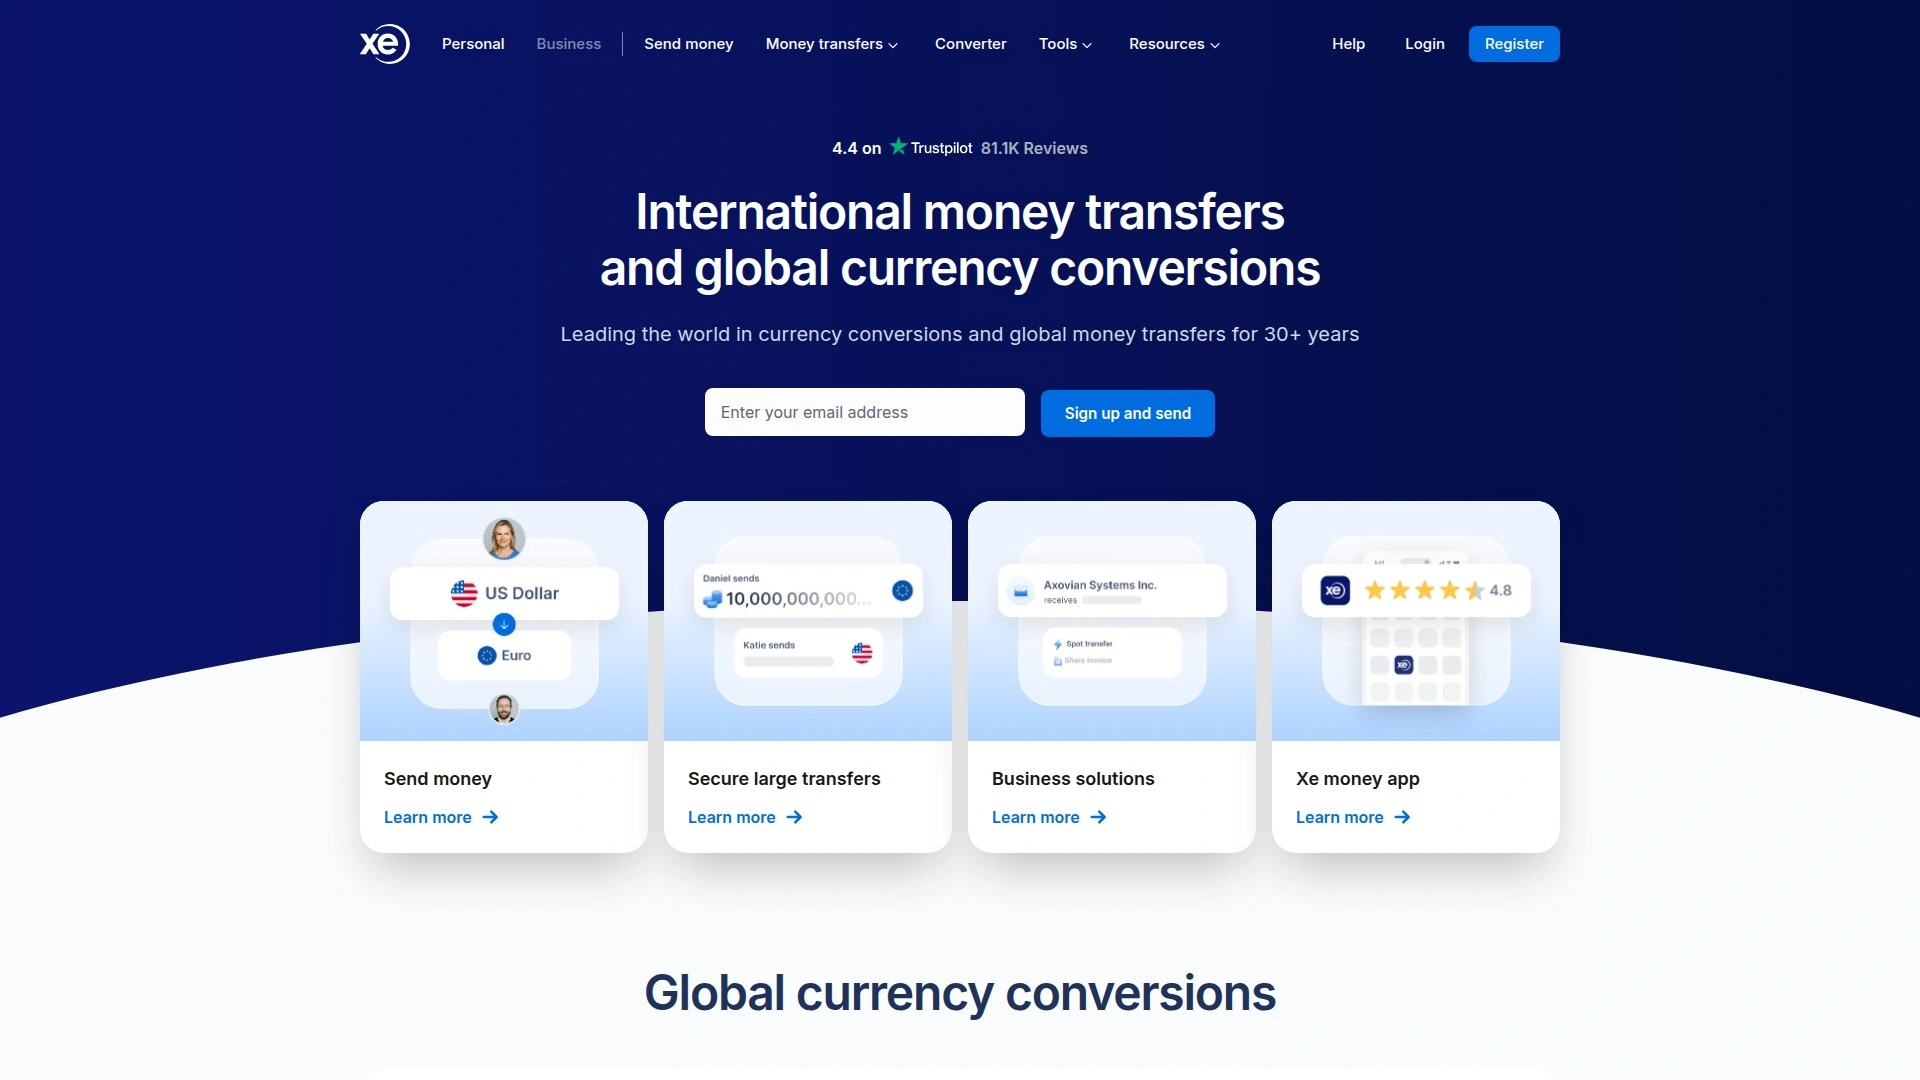 xe Personal Business Send money Money transfers Converter Tools Resources Help Login Register
4.4 on Trustpilot 81.1K Reviews
International money transfers
and global currency conversions
Leading the world in currency conversions and global money transfers for 30+ years
Enter your email address Sign up and send
US Dollar
Euro
Send money
Learn more
Daniel sends
10,000,000,000...
Katie sends
Secure large transfers
Learn more
Axovian Systems Inc.
receives
Spot transfer
Share Invoice
Business solutions
Learn more
xe 4.8
xe
Xe money app
Learn more
Global currency conversions